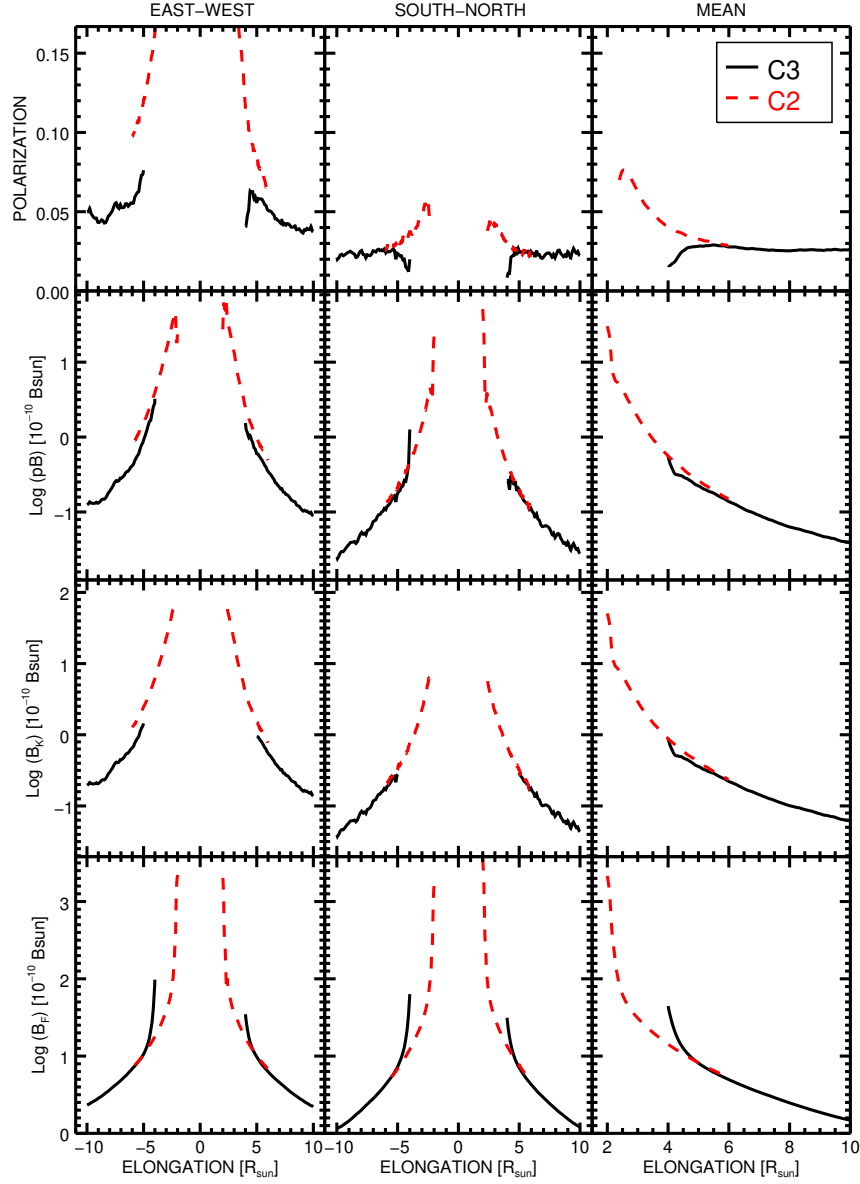 EAST−WEST SOUTH−NORTH MEAN
POLARIZATION
0.15
0.10
0.05
0.00
C3
C2
Log (pB) [10⁻¹⁰ Bsun]
1
0
−1
Log (B_K) [10⁻¹⁰ Bsun]
2
1
0
−1
Log (B_F) [10⁻¹⁰ Bsun]
3
2
1
0
−10 −5 0 5 10 −10 −5 0 5 10 2 4 6 8 10
ELONGATION [R_sun] ELONGATION [R_sun] ELONGATION [R_sun]